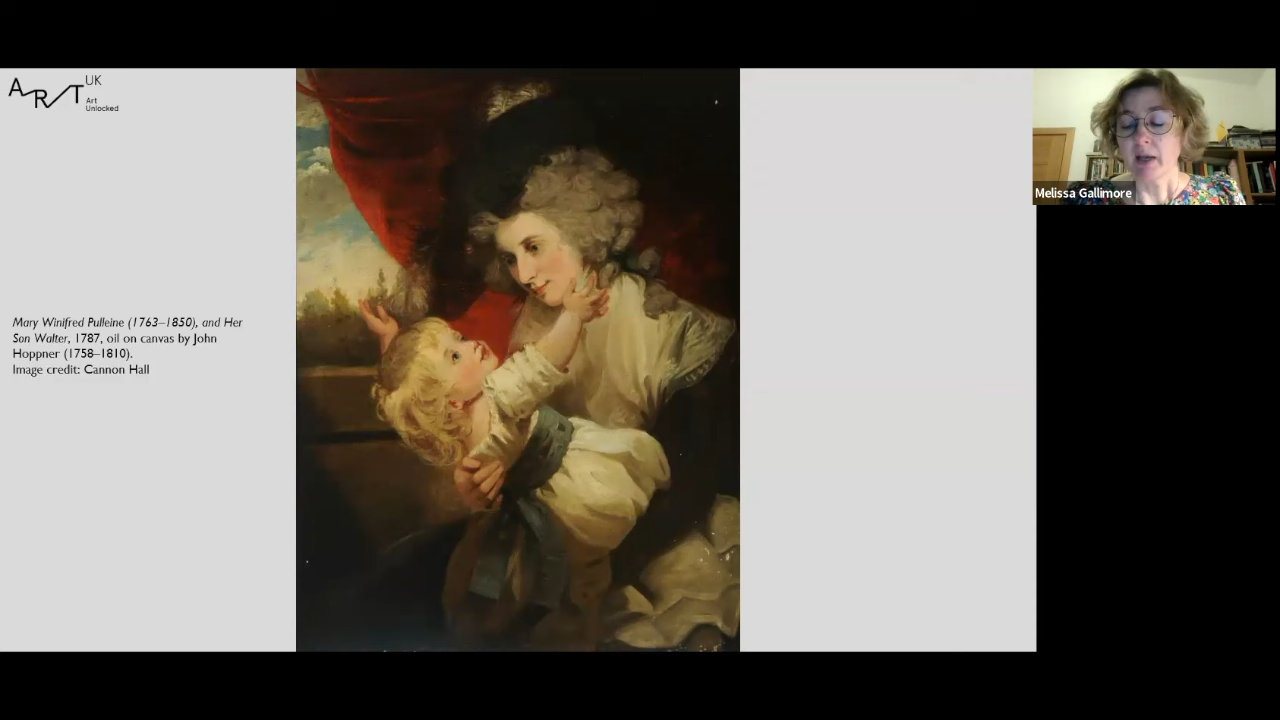 ART UK
Art
Unlocked
Mary Winifred Pulleine (1763–1850), and Her
Son Walter, 1787, oil on canvas by John
Hoppner (1758–1810).
Image credit: Cannon Hall
Melissa Gallimore